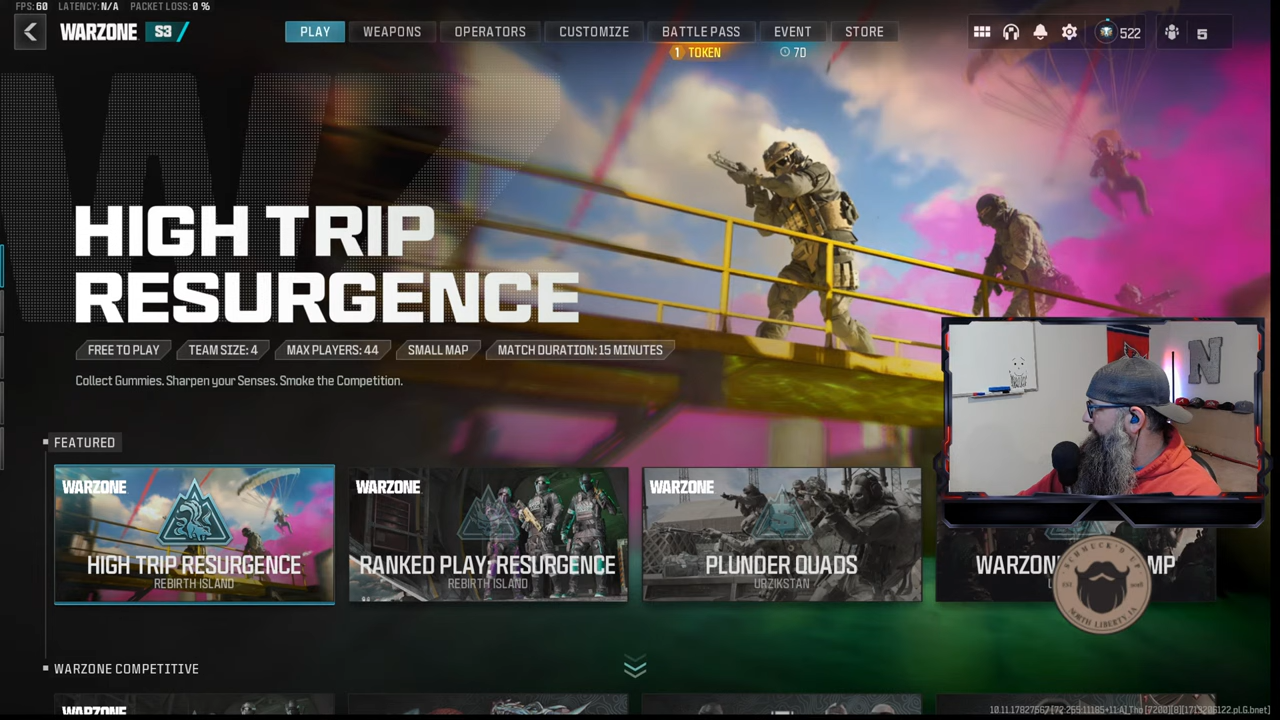 FPS: 60 LATENCY: N/A PACKET LOSS: 0 %
WARZONE S3 PLAY WEAPONS OPERATORS CUSTOMIZE BATTLE PASS EVENT STORE 522 5
1 TOKEN 7D
HIGH TRIP
RESURGENCE
FREE TO PLAY TEAM SIZE: 4 MAX PLAYERS: 44 SMALL MAP MATCH DURATION: 15 MINUTES
Collect Gummies. Sharpen your Senses. Smoke the Competition.
N
FEATURED
WARZONE WARZONE WARZONE
HIGH TRIP RESURGENCE RANKED PLAY: RESURGENCE PLUNDER QUADS
REBIRTH ISLAND REBIRTH ISLAND URZIKSTAN
NORTH LIBERTY IA
WARZONE COMPETITIVE
WARZONE